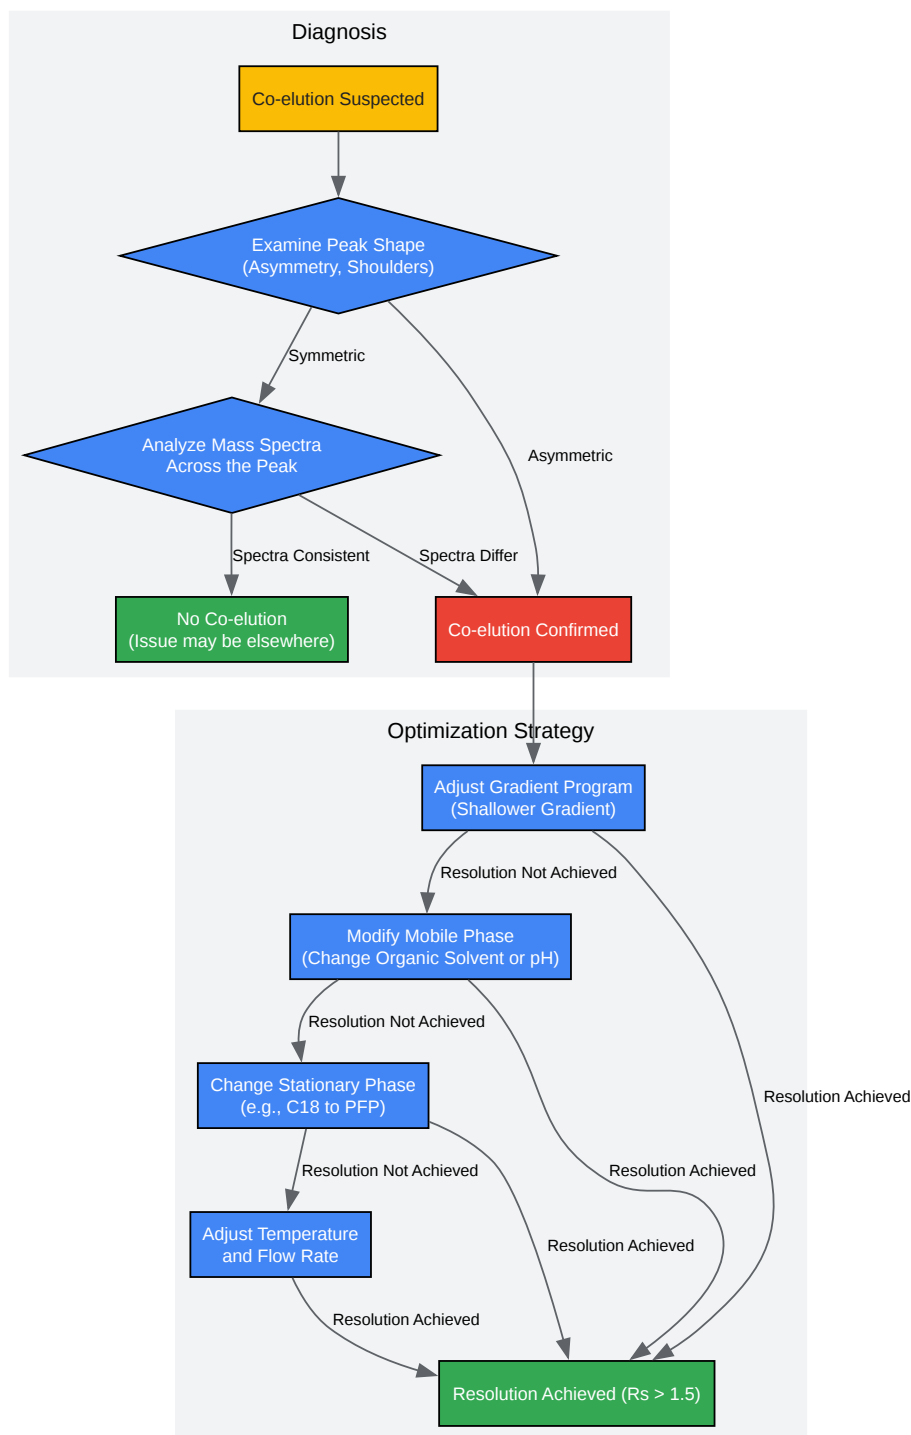 Diagnosis
Co-elution Suspected
Examine Peak Shape
(Asymmetry, Shoulders)
Symmetric
Analyze Mass Spectra
Across the Peak
Asymmetric
Spectra Consistent
Spectra Differ
No Co-elution
(Issue may be elsewhere)
Co-elution Confirmed
Optimization Strategy
Adjust Gradient Program
(Shallower Gradient)
Resolution Not Achieved
Modify Mobile Phase
(Change Organic Solvent or pH)
Resolution Not Achieved
Change Stationary Phase
(e.g., C18 to PFP)
Resolution Achieved
Resolution Not Achieved
Resolution Achieved
Adjust Temperature
and Flow Rate
Resolution Achieved
Resolution Achieved
Resolution Achieved (Rs > 1.5)